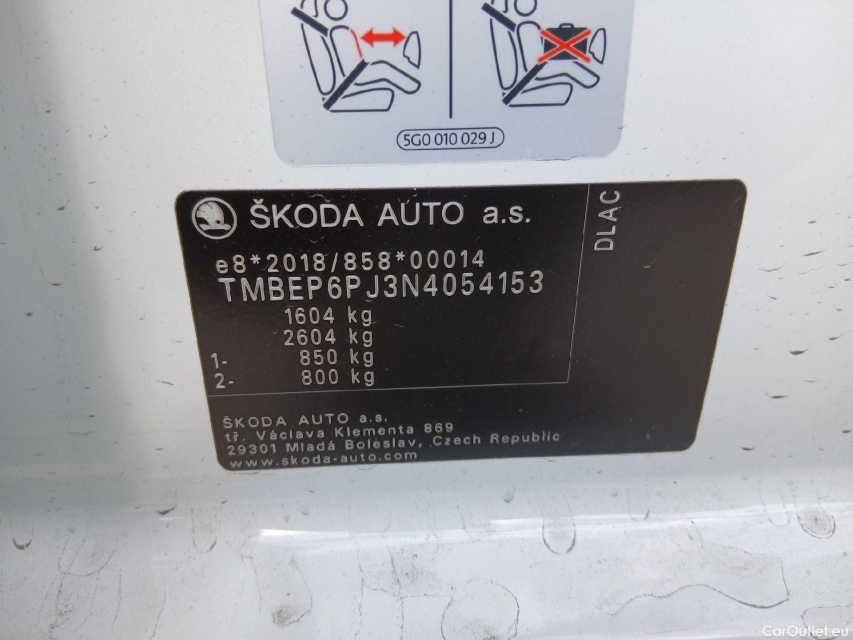 5G0 010 029 J
ŠKODA AUTO a.s.
DLAC
e8*2018/858*00014
TMBEP6PJ3N4054153
1604 kg
2604 kg
1- 850 kg
2- 800 kg
ŠKODA AUTO a.s.
tř. Václava Klementa 869
29301 Mladá Boleslav, Czech Republic
www.skoda-auto.com
CarOutlet.eu